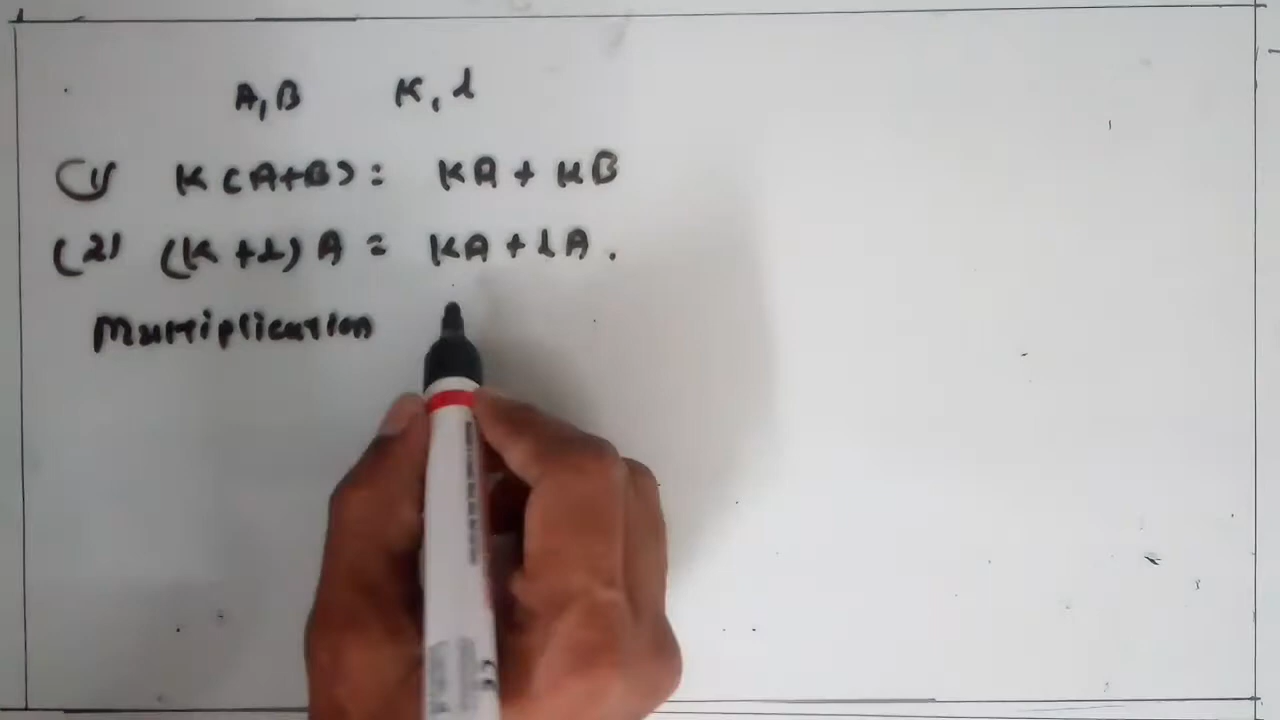 A, B K, l
(1) K (A+B) = KA + KB
(2) (K + l) A = KA + lA .
Multiplication